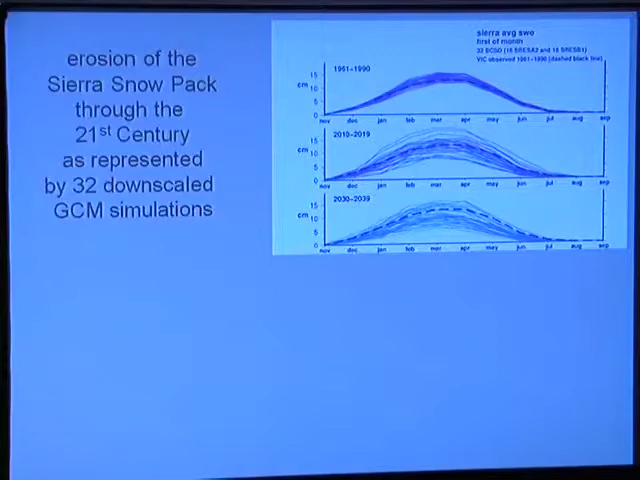 erosion of the
Sierra Snow Pack
through the
21st Century
as represented
by 32 downscaled
GCM simulations
sierra avg swe
first of month
32 BCSD (16 SRESA2 and 16 SRESB1)
VIC observed 1961-1990 (dashed black line)
1961-1990
15
cm 10
5
0
nov dec jan feb mar apr may jun jul aug sep
2010-2019
15
cm 10
5
0
nov dec jan feb mar apr may jun jul aug sep
2030-2039
15
cm 10
5
0
nov dec jan feb mar apr may jun jul aug sep